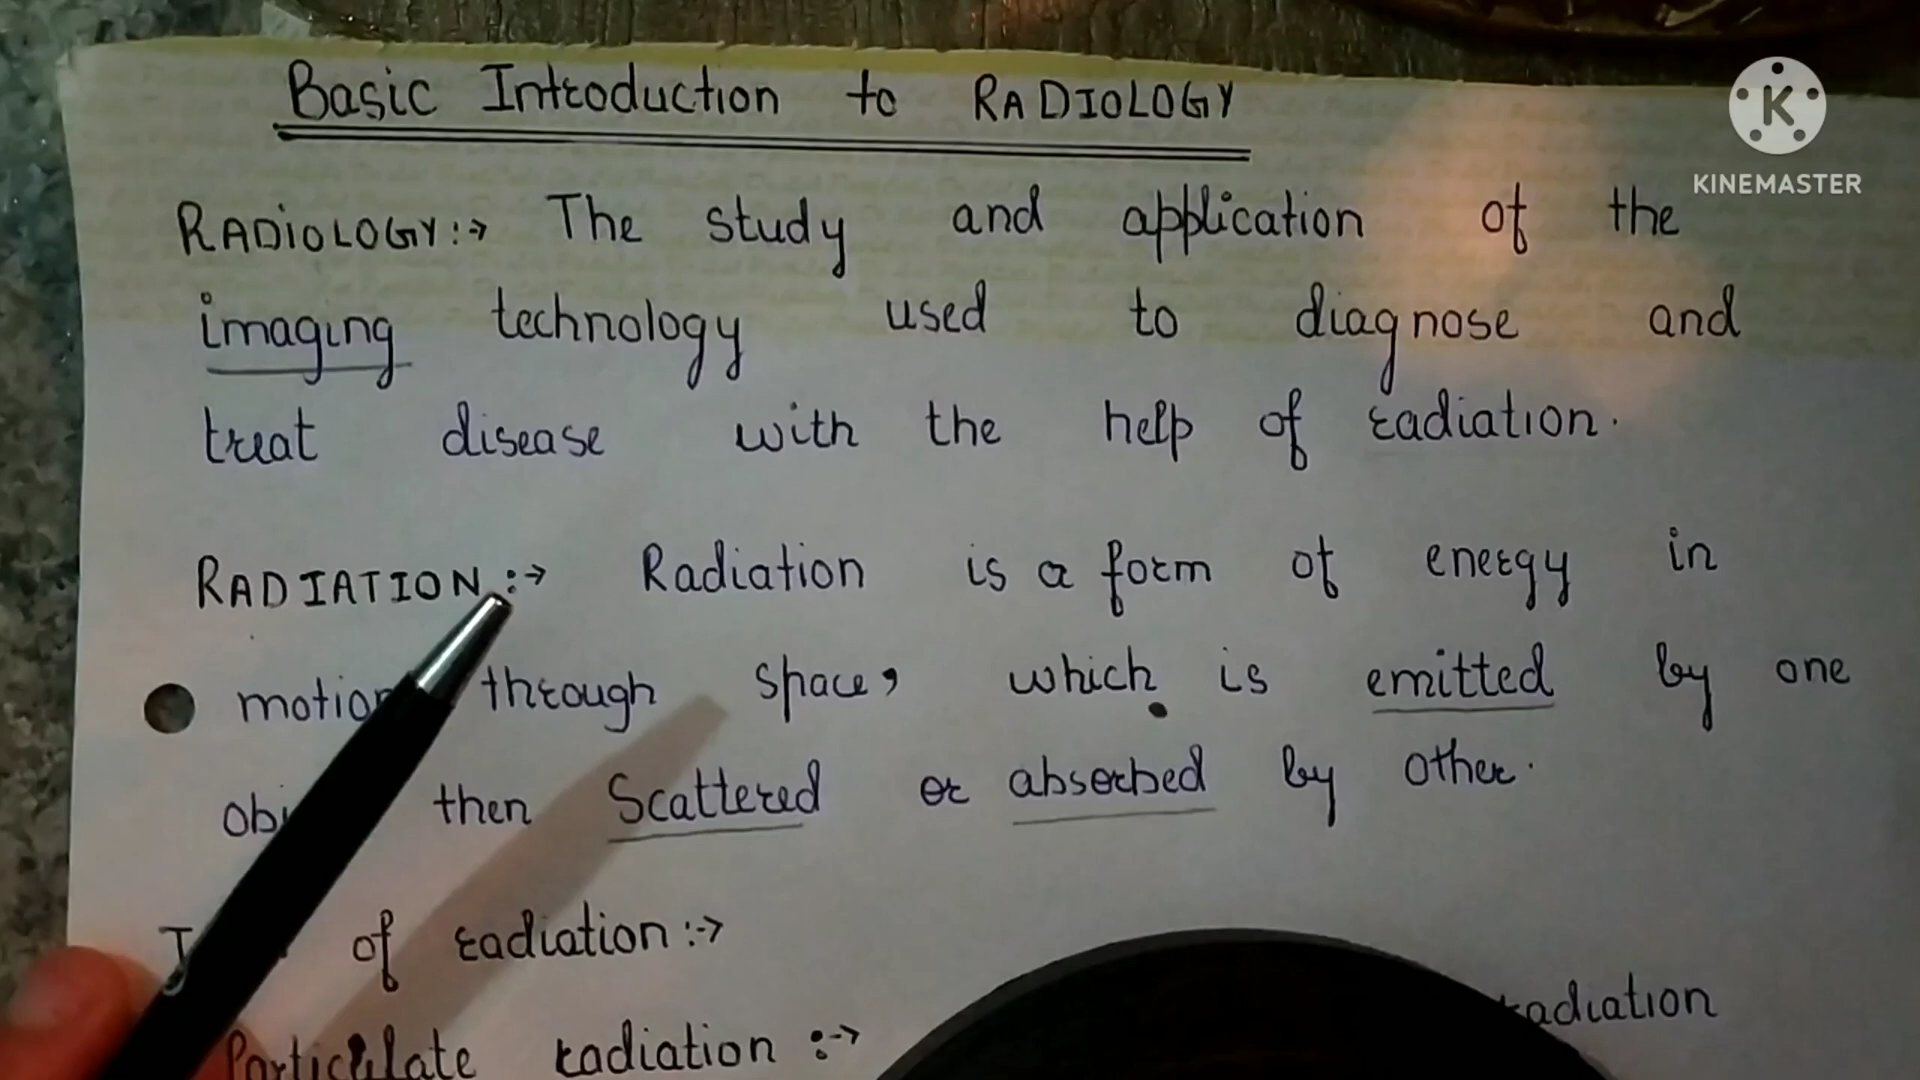 Basic Introduction to RADIOLOGY
KINEMASTER
RADIOLOGY:→ The study and application of the
imaging technology used to diagnose and
treat disease with the help of radiation.
RADIATION:→ Radiation is a form of energy in
through space, which is emitted by one
then Scattered or absorbed by other.
of radiation:→
Particulate radiation:→ radiation